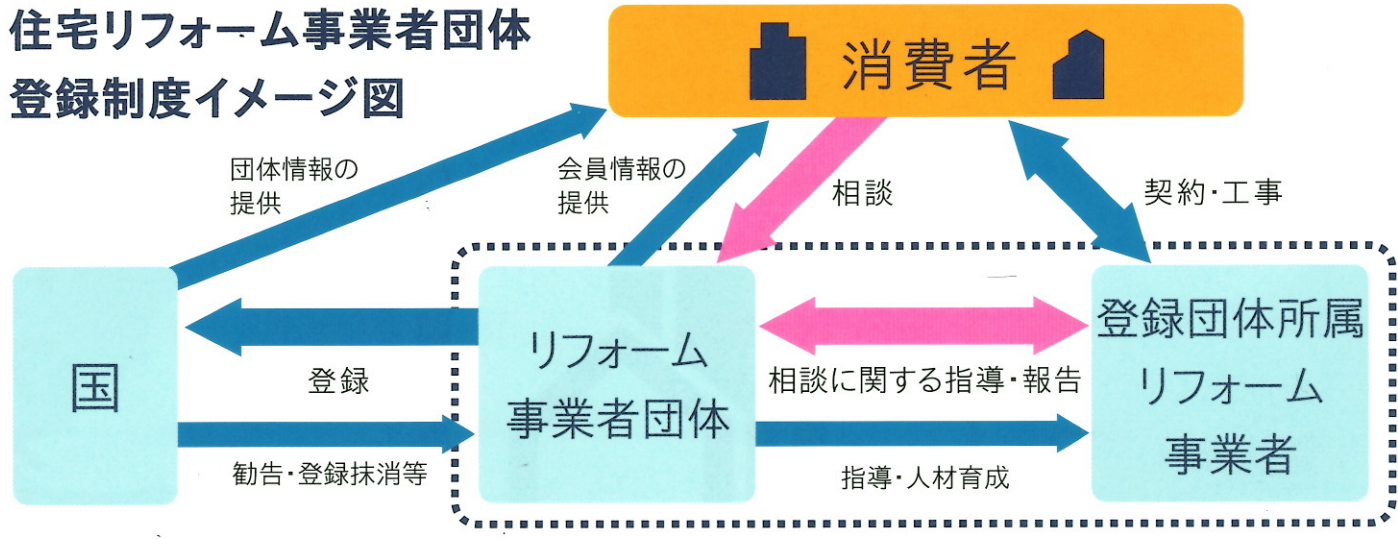 住宅リフォーム事業者団体
登録制度イメージ図
消費者
団体情報の
提供
会員情報の
提供
相談
契約・工事
国
登録
勧告・登録抹消等
リフォーム
事業者団体
相談に関する指導・報告
指導・人材育成
登録団体所属
リフォーム
事業者